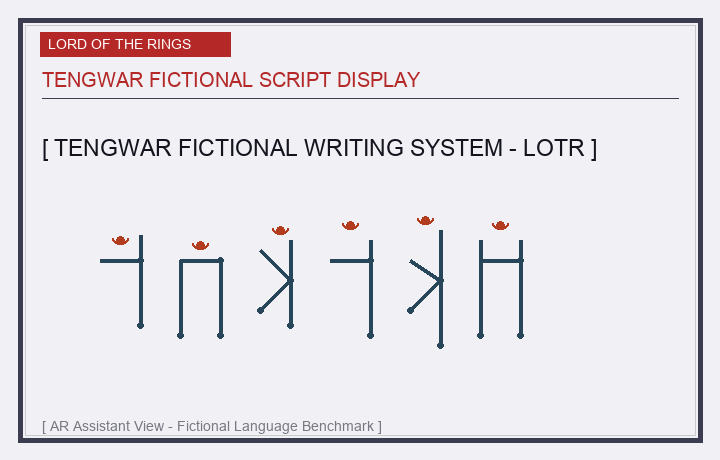 LORD OF THE RINGS
TENGWAR FICTIONAL SCRIPT DISPLAY
[ TENGWAR FICTIONAL WRITING SYSTEM - LOTR ]
[ AR Assistant View - Fictional Language Benchmark ]